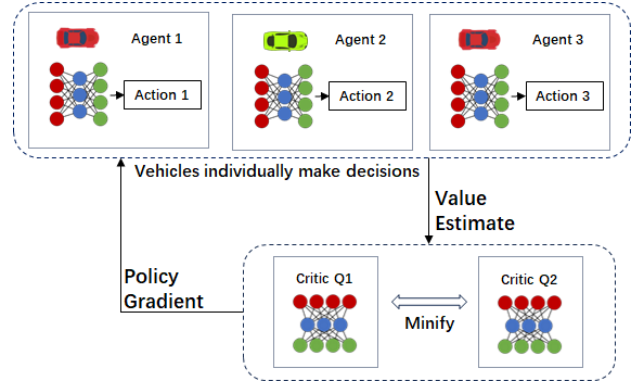 Agent 1
Agent 2
Agent 3
Action 1
Action 2
Action 3
Vehicles individually make decisions
Value
Estimate
Policy
Gradient
Critic Q1
Critic Q2
Minify